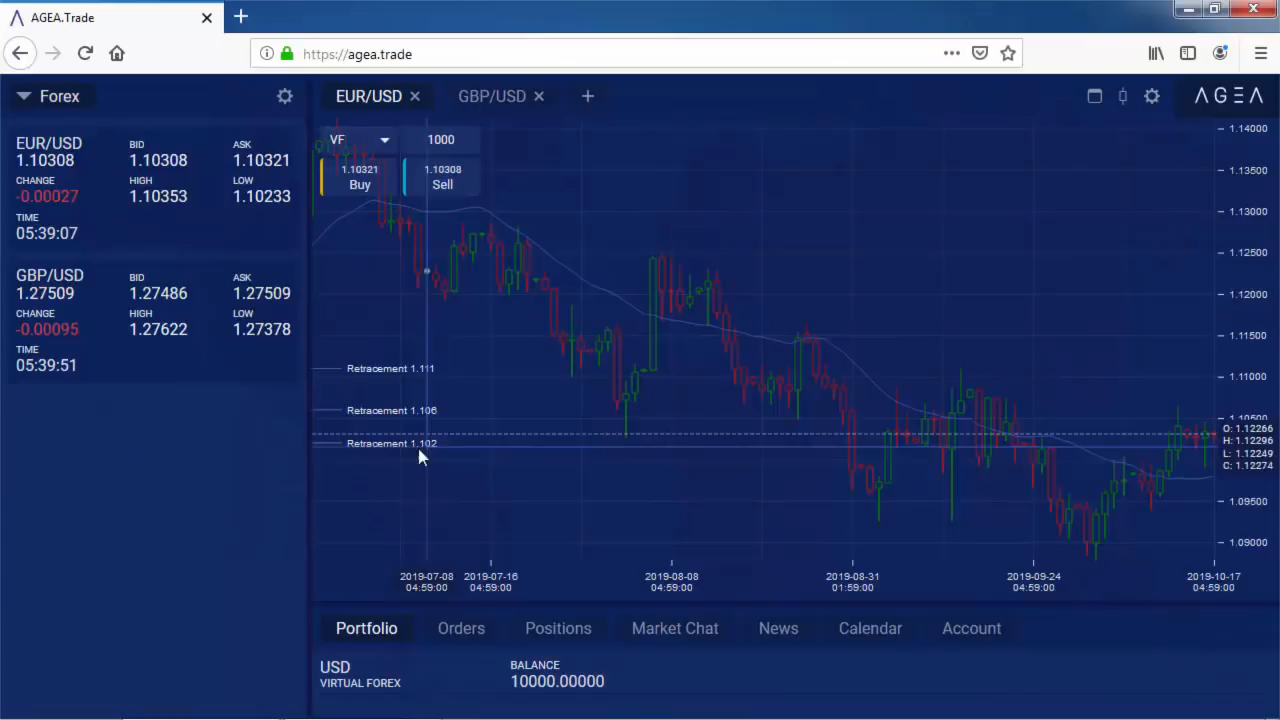 AGEA.Trade
https://agea.trade
Forex
EUR/USD
1.10308
BID
1.10308
ASK
1.10321
CHANGE
-0.00027
HIGH
1.10353
LOW
1.10233
TIME
05:39:07
GBP/USD
1.27509
BID
1.27486
ASK
1.27509
CHANGE
-0.00095
HIGH
1.27622
LOW
1.27378
TIME
05:39:51
EUR/USD
GBP/USD
AGEA
VF
1000
1.10321
Buy
1.10308
Sell
Retracement 1.111
Retracement 1.106
Retracement 1.102
1.14000
1.13500
1.13000
1.12500
1.12000
1.11500
1.11000
1.10500
O: 1.12266
H: 1.12296
L: 1.12249
C: 1.12274
1.09500
1.09000
2019-07-08
04:59:00
2019-07-16
04:59:00
2019-08-08
04:59:00
2019-08-31
01:59:00
2019-09-24
04:59:00
2019-10-17
04:59:00
Portfolio Orders Positions Market Chat News Calendar Account
USD
VIRTUAL FOREX
BALANCE
10000.00000